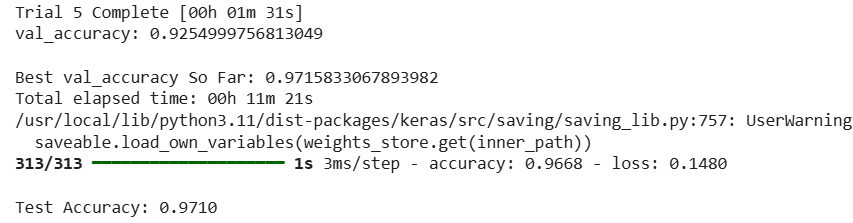 Trial 5 Complete [00h 01m 31s]
val_accuracy: 0.9254999756813049
Best val_accuracy So Far: 0.9715833067893982
Total elapsed time: 00h 11m 21s
/usr/local/lib/python3.11/dist-packages/keras/src/saving/saving_lib.py:757: UserWarning
saveable.load_own_variables(weights_store.get(inner_path))
313/313 ━━━━━━━━━━━━━━━━━━━━ 1s 3ms/step - accuracy: 0.9668 - loss: 0.1480
Test Accuracy: 0.9710